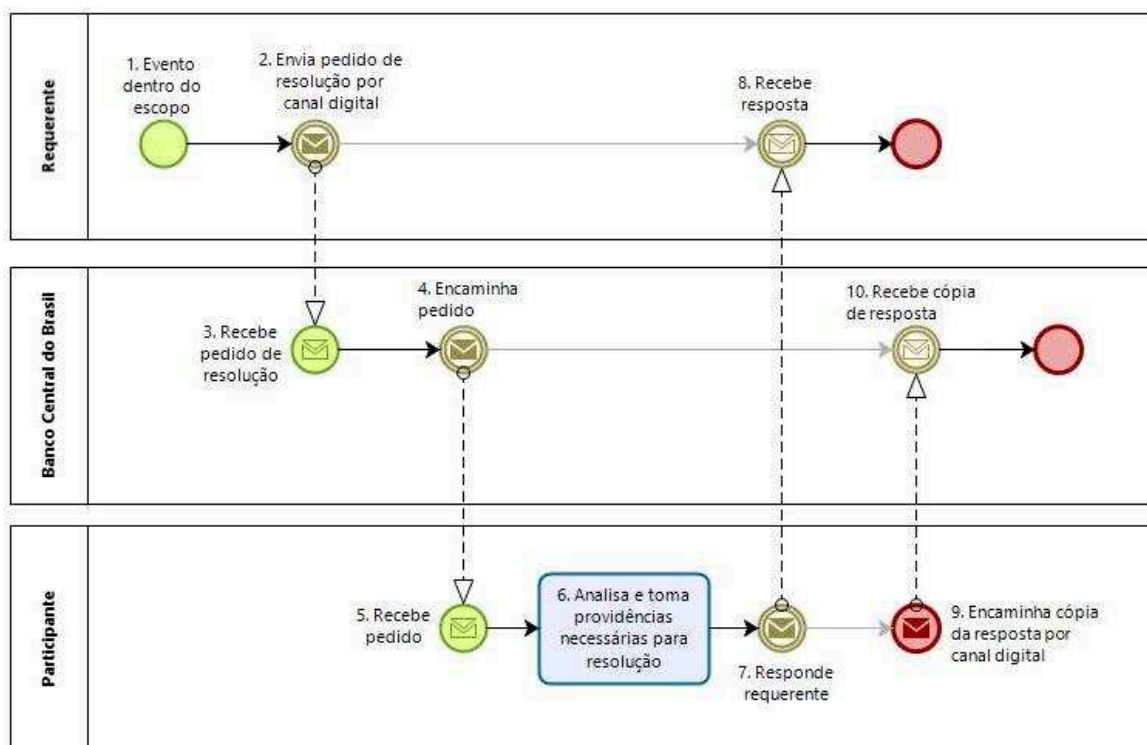 Requerente
1. Evento
dentro do
escopo
2. Envia pedido de
resolução por
canal digital
8. Recebe
resposta
Banco Central do Brasil
3. Recebe
pedido de
resolução
4. Encaminha
pedido
10. Recebe cópia
de resposta
Participante
5. Recebe
pedido
6. Analisa e toma
providências
necessárias para
resolução
7. Responde
requerente
9. Encaminha cópia
da resposta por
canal digital